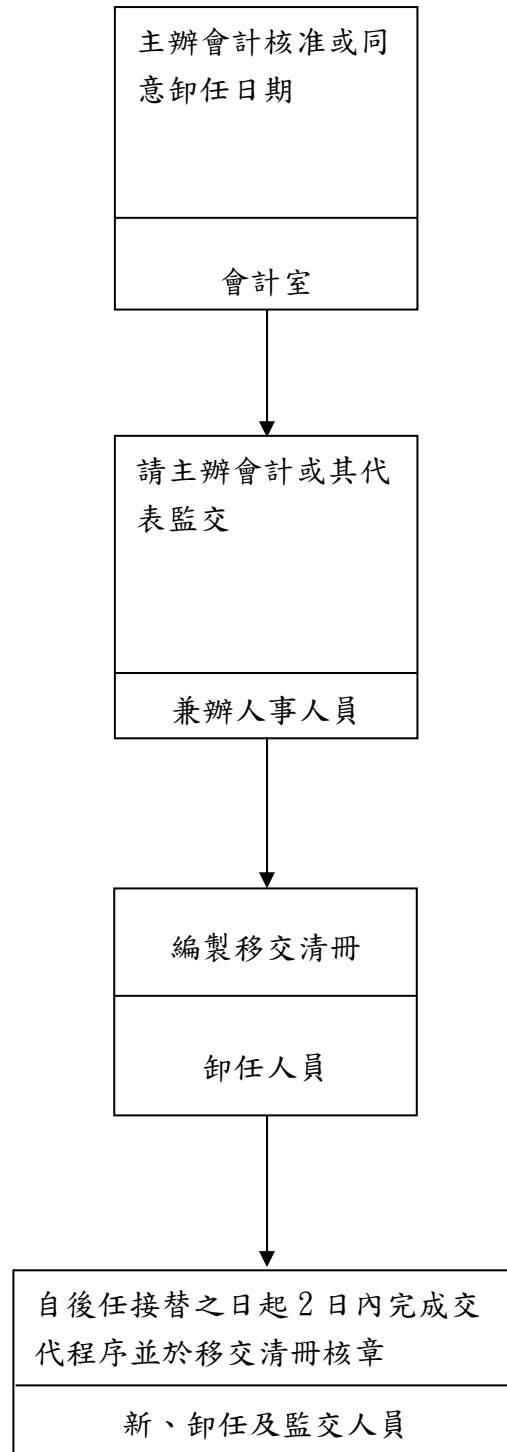 主辦會計核准或同
意卸任日期
會計室
請主辦會計或其代
表監交
兼辦人事人員
編製移交清冊
卸任人員
自後任接替之日起 2 日內完成交
代程序並於移交清冊核章
新、卸任及監交人員